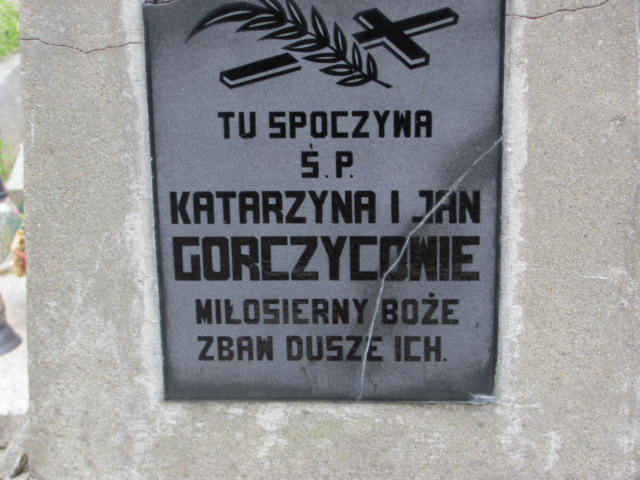 TU SPOCZYWA
Ś.P.
KATARZYNA I JAN
GORCZYCOWIE
MIŁOSIERNY BOŻE
ZBAW DUSZE ICH.